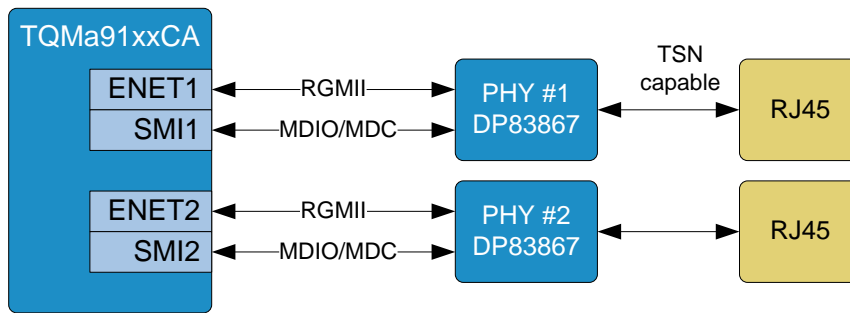 TQMa91xxCA
ENET1
RGMII
PHY #1
DP83867
TSN
capable
RJ45
SMI1
MDIO/MDC
ENET2
RGMII
PHY #2
DP83867
RJ45
SMI2
MDIO/MDC